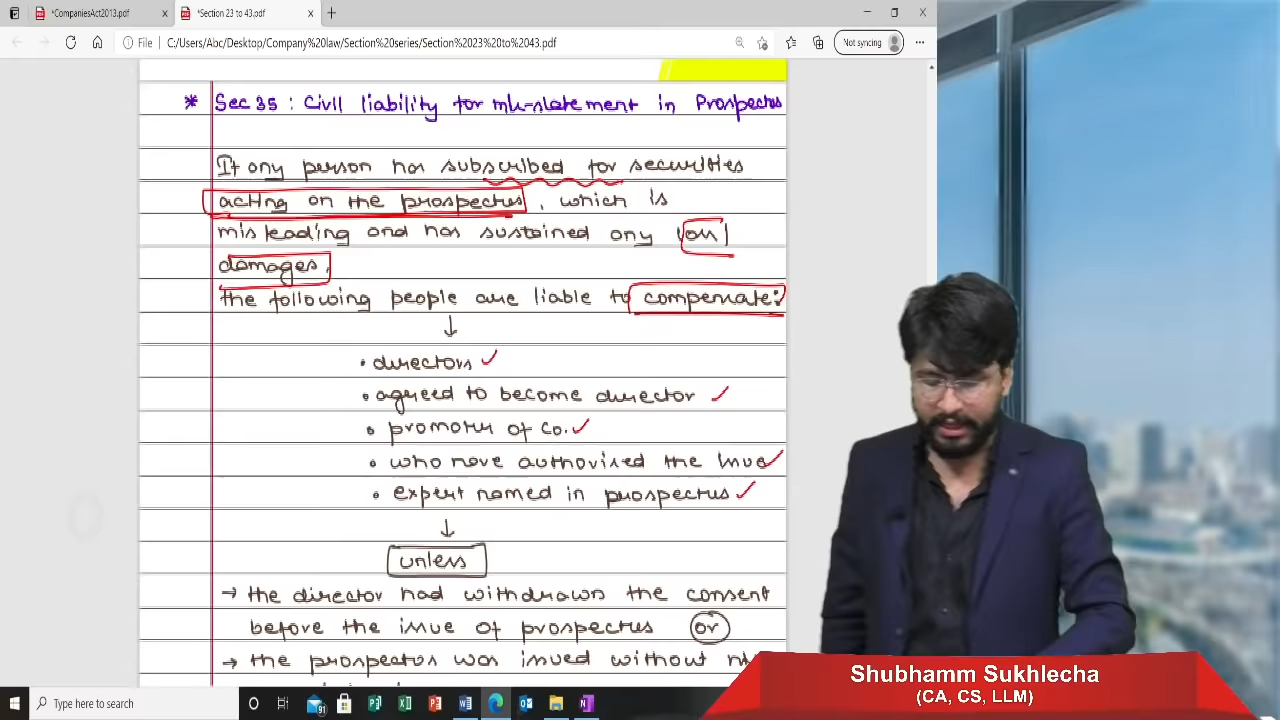 *CompaniesAct2013.pdf
*Section 23 to 43.pdf
File
C:/Users/Abc/Desktop/Company%20law/Section%20series/Section%2023%20to%2043.pdf
Not syncing
* Sec 35 : Civil liability for mis-statement in Prospectus
If any person has subscribed for securities
acting on the prospectus, which is
misleading and has sustained any loss/
damages,
the following people are liable to compensate:
↓
• directors ✓
• agreed to become director ✓
• promoter of Co. ✓
• who have authorised the issue ✓
• expert named in prospectus ✓
↓
unless
→ the director had withdrawn the consent
before the issue of prospectus or
→ the prospectus was issued without his
Type here to search
91
Shubhamm Sukhlecha
(CA, CS, LLM)